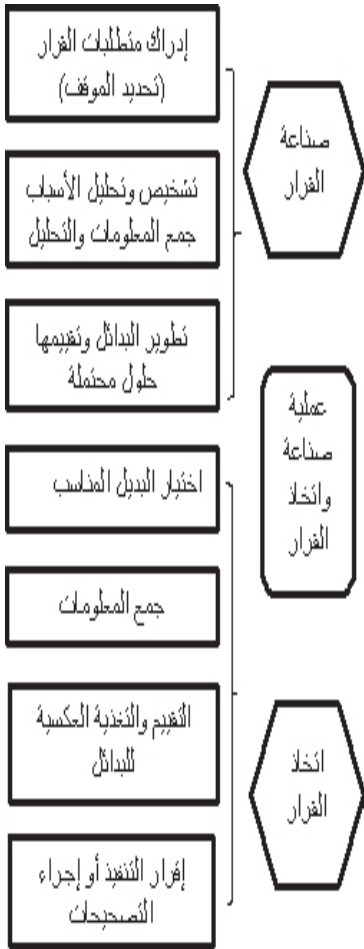 صناعة
القرار
إدراك متطلبات القرار
(تحديد الموقف)
تشخيص وتحليل الأسباب
جمع المعلومات والتحليل
تطوير البدائل وتقييمها
حلول محتملة
عملية
صناعة
واتخاذ
القرار
اختيار البديل المناسب
جمع المعلومات
التقييم والتغذية العكسية
للبدائل
إقرار التنفيذ أو إجراء
التصحيحات
اتخاذ
القرار